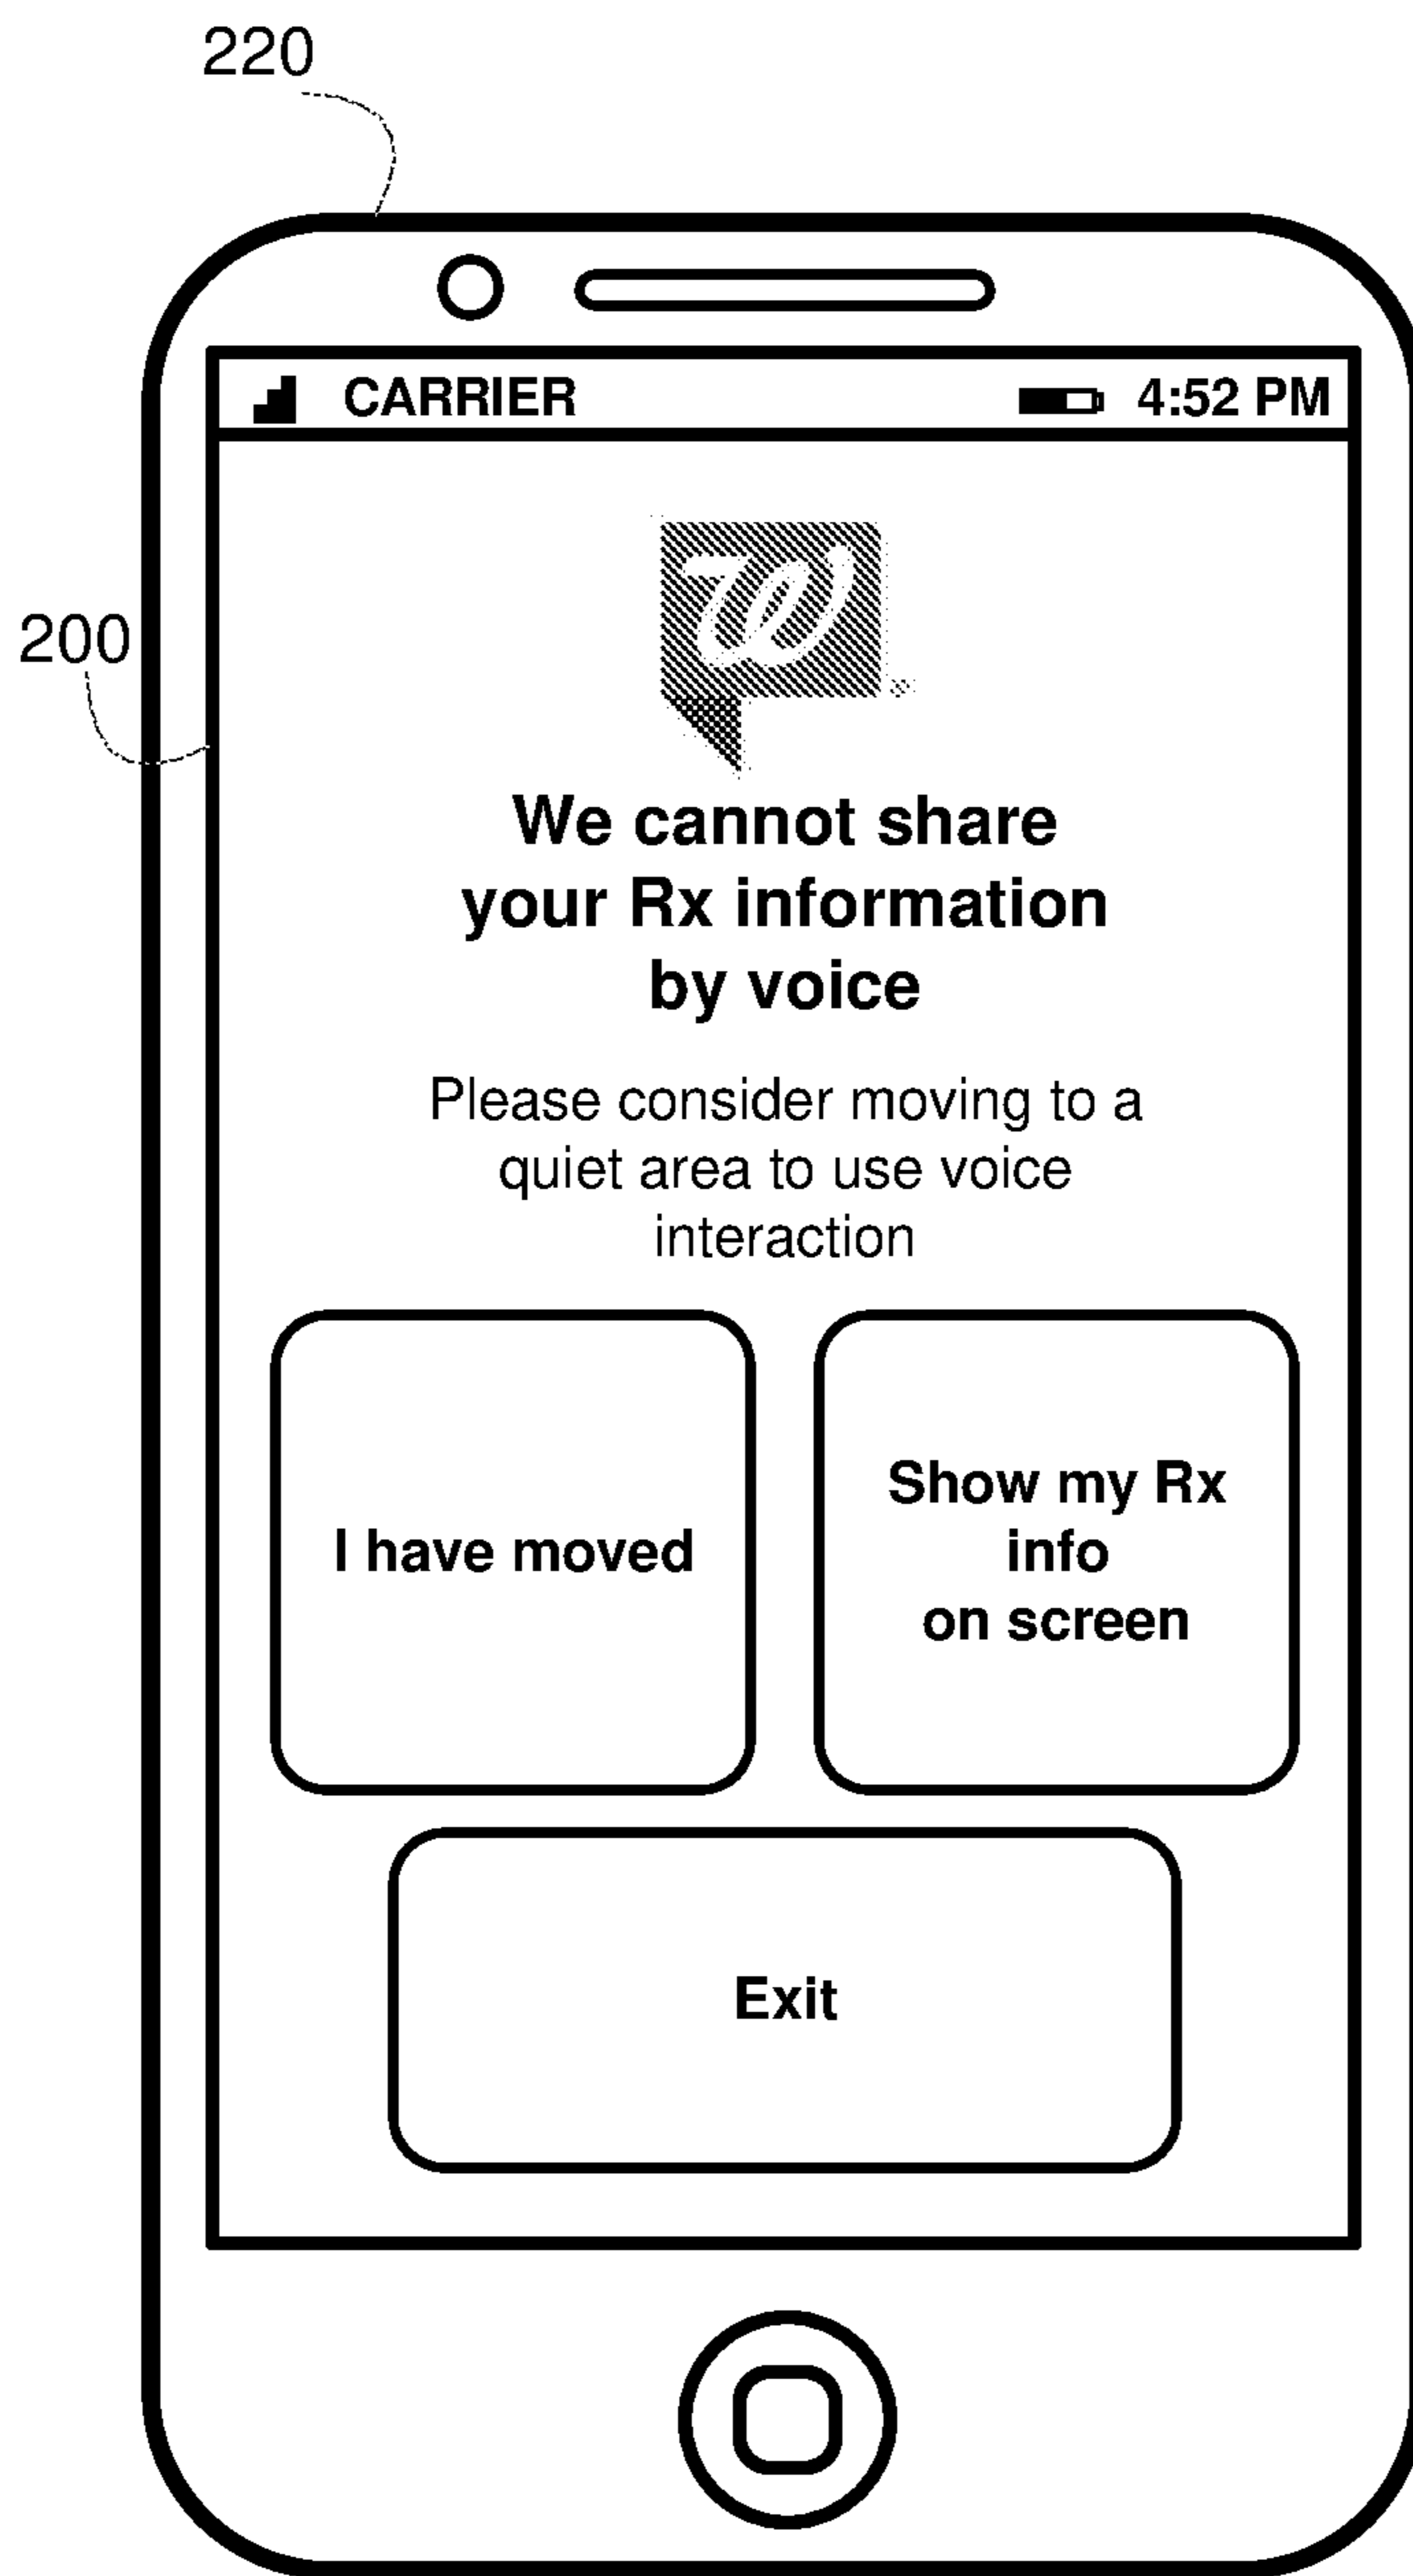 220
CARRIER 4:52 PM
W
200
We cannot share
your Rx information
by voice
Please consider moving to a
quiet area to use voice
interaction
I have moved
Show my Rx
info
on screen
Exit